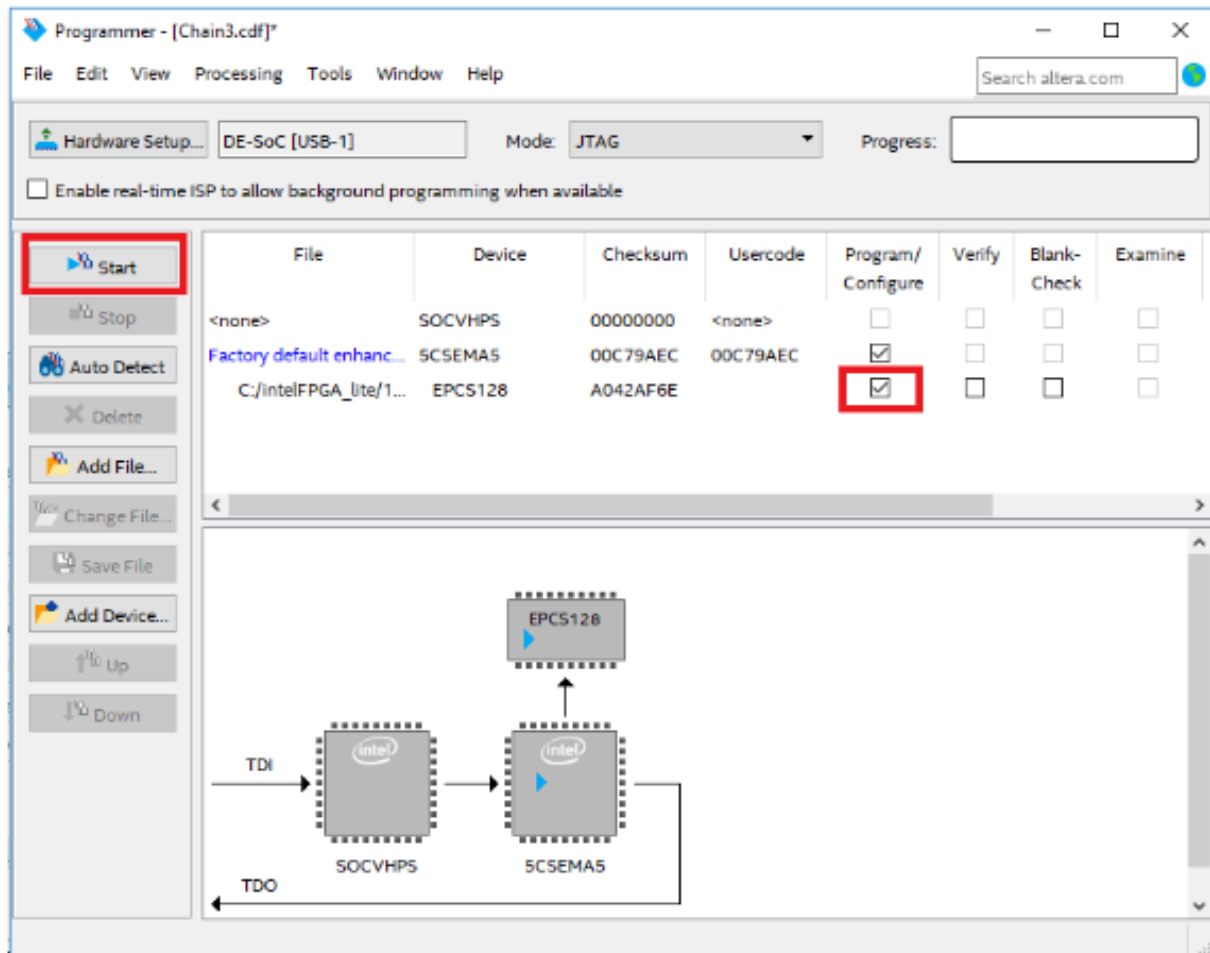 Programmer - [Chain3.cdf]*
File Edit View Processing Tools Window Help
Search altera.com
Hardware Setup... DE-SoC [USB-1] Mode: JTAG Progress:
Enable real-time ISP to allow background programming when available
Start
Stop
Auto Detect
Delete
Add File...
Change File...
Save File
Add Device...
Up
Down
File Device Checksum Usercode Program/ Verify Blank- Examine
Configure Check
<none> SOCVHPS 00000000 <none>
Factory default enhanc... 5CSEMA5 00C79AEC 00C79AEC
C:/intelFPGA_lite/1... EPCS128 A042AF6E
EPCS128
TDI
intel
intel
SOCVHPS
5CSEMA5
TDO